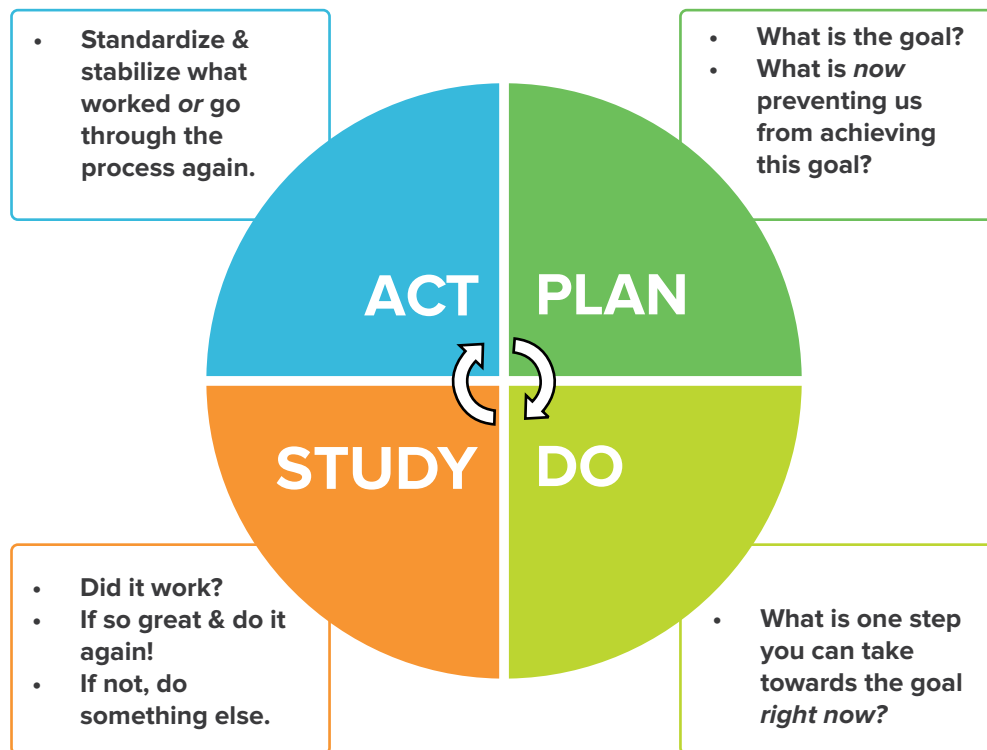 • Standardize &
stabilize what
worked or go
through the
process again.
• What is the goal?
• What is now
preventing us
from achieving
this goal?
ACT
PLAN
STUDY
DO
• Did it work?
• If so great & do it
again!
• If not, do
something else.
• What is one step
you can take
towards the goal
right now?